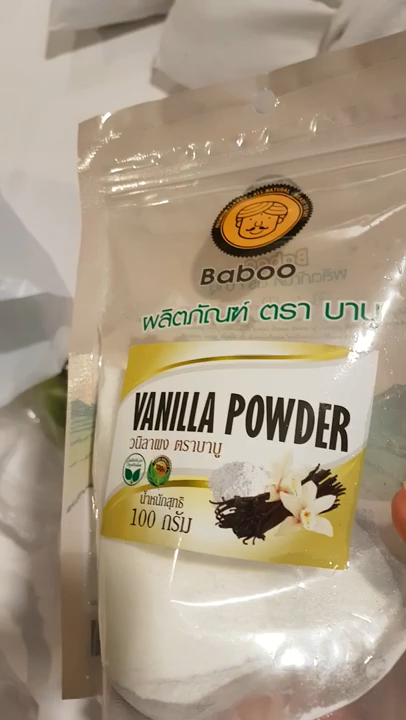 Baboo
ผลิตภัณฑ์ ตรา บาบู
VANILLA POWDER
วนิลาผง ตราบาบู
น้ำหนักสุทธิ
100 กรัม